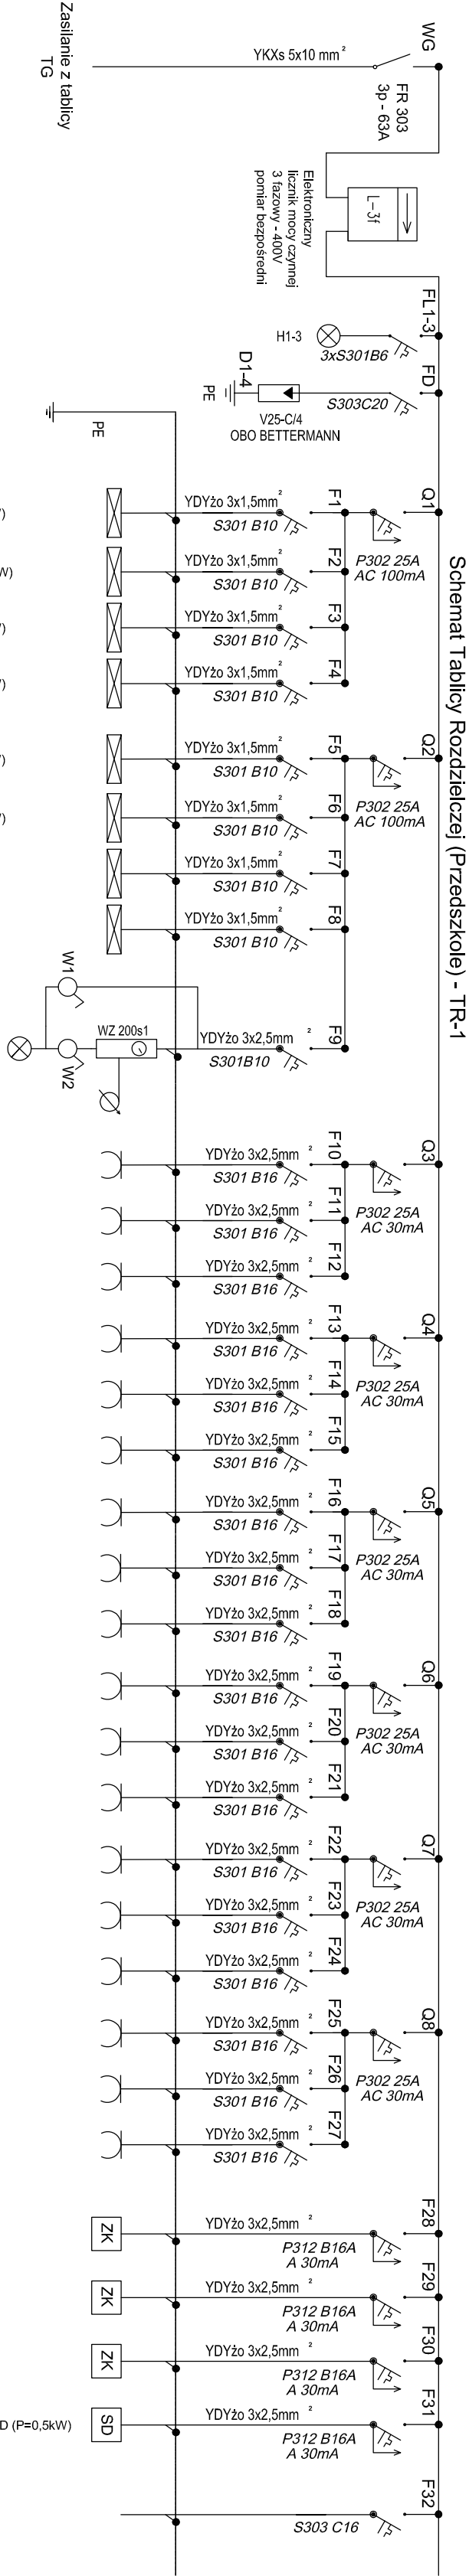 Schemat Tablicy Rozdzielczej (Przedszkole) - TR-1
Zasilanie z tablicy
TG
YKXs 5x10 mm²
WG
FR 303
3p - 63A
L-3f
Elektroniczny
licznik mocy czynnej
3 fazowy - 400V
pomiar bezpośredni
FL1-3
H1-3
3xS301B6
FD
S303C20
D1-4
PE
V25-C/4
OBO BETTERMANN
PE
Q1
P302 25A
AC 100mA
F1
YDYżo 3x1,5mm²
S301 B10
F2
YDYżo 3x1,5mm²
S301 B10
F3
YDYżo 3x1,5mm²
S301 B10
F4
YDYżo 3x1,5mm²
S301 B10
Q2
P302 25A
AC 100mA
F5
YDYżo 3x1,5mm²
S301 B10
F6
YDYżo 3x1,5mm²
S301 B10
F7
YDYżo 3x1,5mm²
S301 B10
F8
YDYżo 3x1,5mm²
S301 B10
F9
YDYżo 3x2,5mm²
S301B10
W1
W2
WZ 200s1
Q3
P302 25A
AC 30mA
F10
YDYżo 3x2,5mm²
S301 B16
F11
YDYżo 3x2,5mm²
S301 B16
F12
YDYżo 3x2,5mm²
S301 B16
Q4
P302 25A
AC 30mA
F13
YDYżo 3x2,5mm²
S301 B16
F14
YDYżo 3x2,5mm²
S301 B16
F15
YDYżo 3x2,5mm²
S301 B16
Q5
P302 25A
AC 30mA
F16
YDYżo 3x2,5mm²
S301 B16
F17
YDYżo 3x2,5mm²
S301 B16
F18
YDYżo 3x2,5mm²
S301 B16
Q6
P302 25A
AC 30mA
F19
YDYżo 3x2,5mm²
S301 B16
F20
YDYżo 3x2,5mm²
S301 B16
F21
YDYżo 3x2,5mm²
S301 B16
Q7
P302 25A
AC 30mA
F22
YDYżo 3x2,5mm²
S301 B16
F23
YDYżo 3x2,5mm²
S301 B16
F24
YDYżo 3x2,5mm²
S301 B16
Q8
P302 25A
AC 30mA
F25
YDYżo 3x2,5mm²
S301 B16
F26
YDYżo 3x2,5mm²
S301 B16
F27
YDYżo 3x2,5mm²
S301 B16
F28
YDYżo 3x2,5mm²
P312 B16A
A 30mA
ZK
F29
YDYżo 3x2,5mm²
P312 B16A
A 30mA
ZK
F30
YDYżo 3x2,5mm²
P312 B16A
A 30mA
ZK
F31
YDYżo 3x2,5mm²
P312 B16A
A 30mA
SD
D (P=0,5kW)
F32
S303 C16